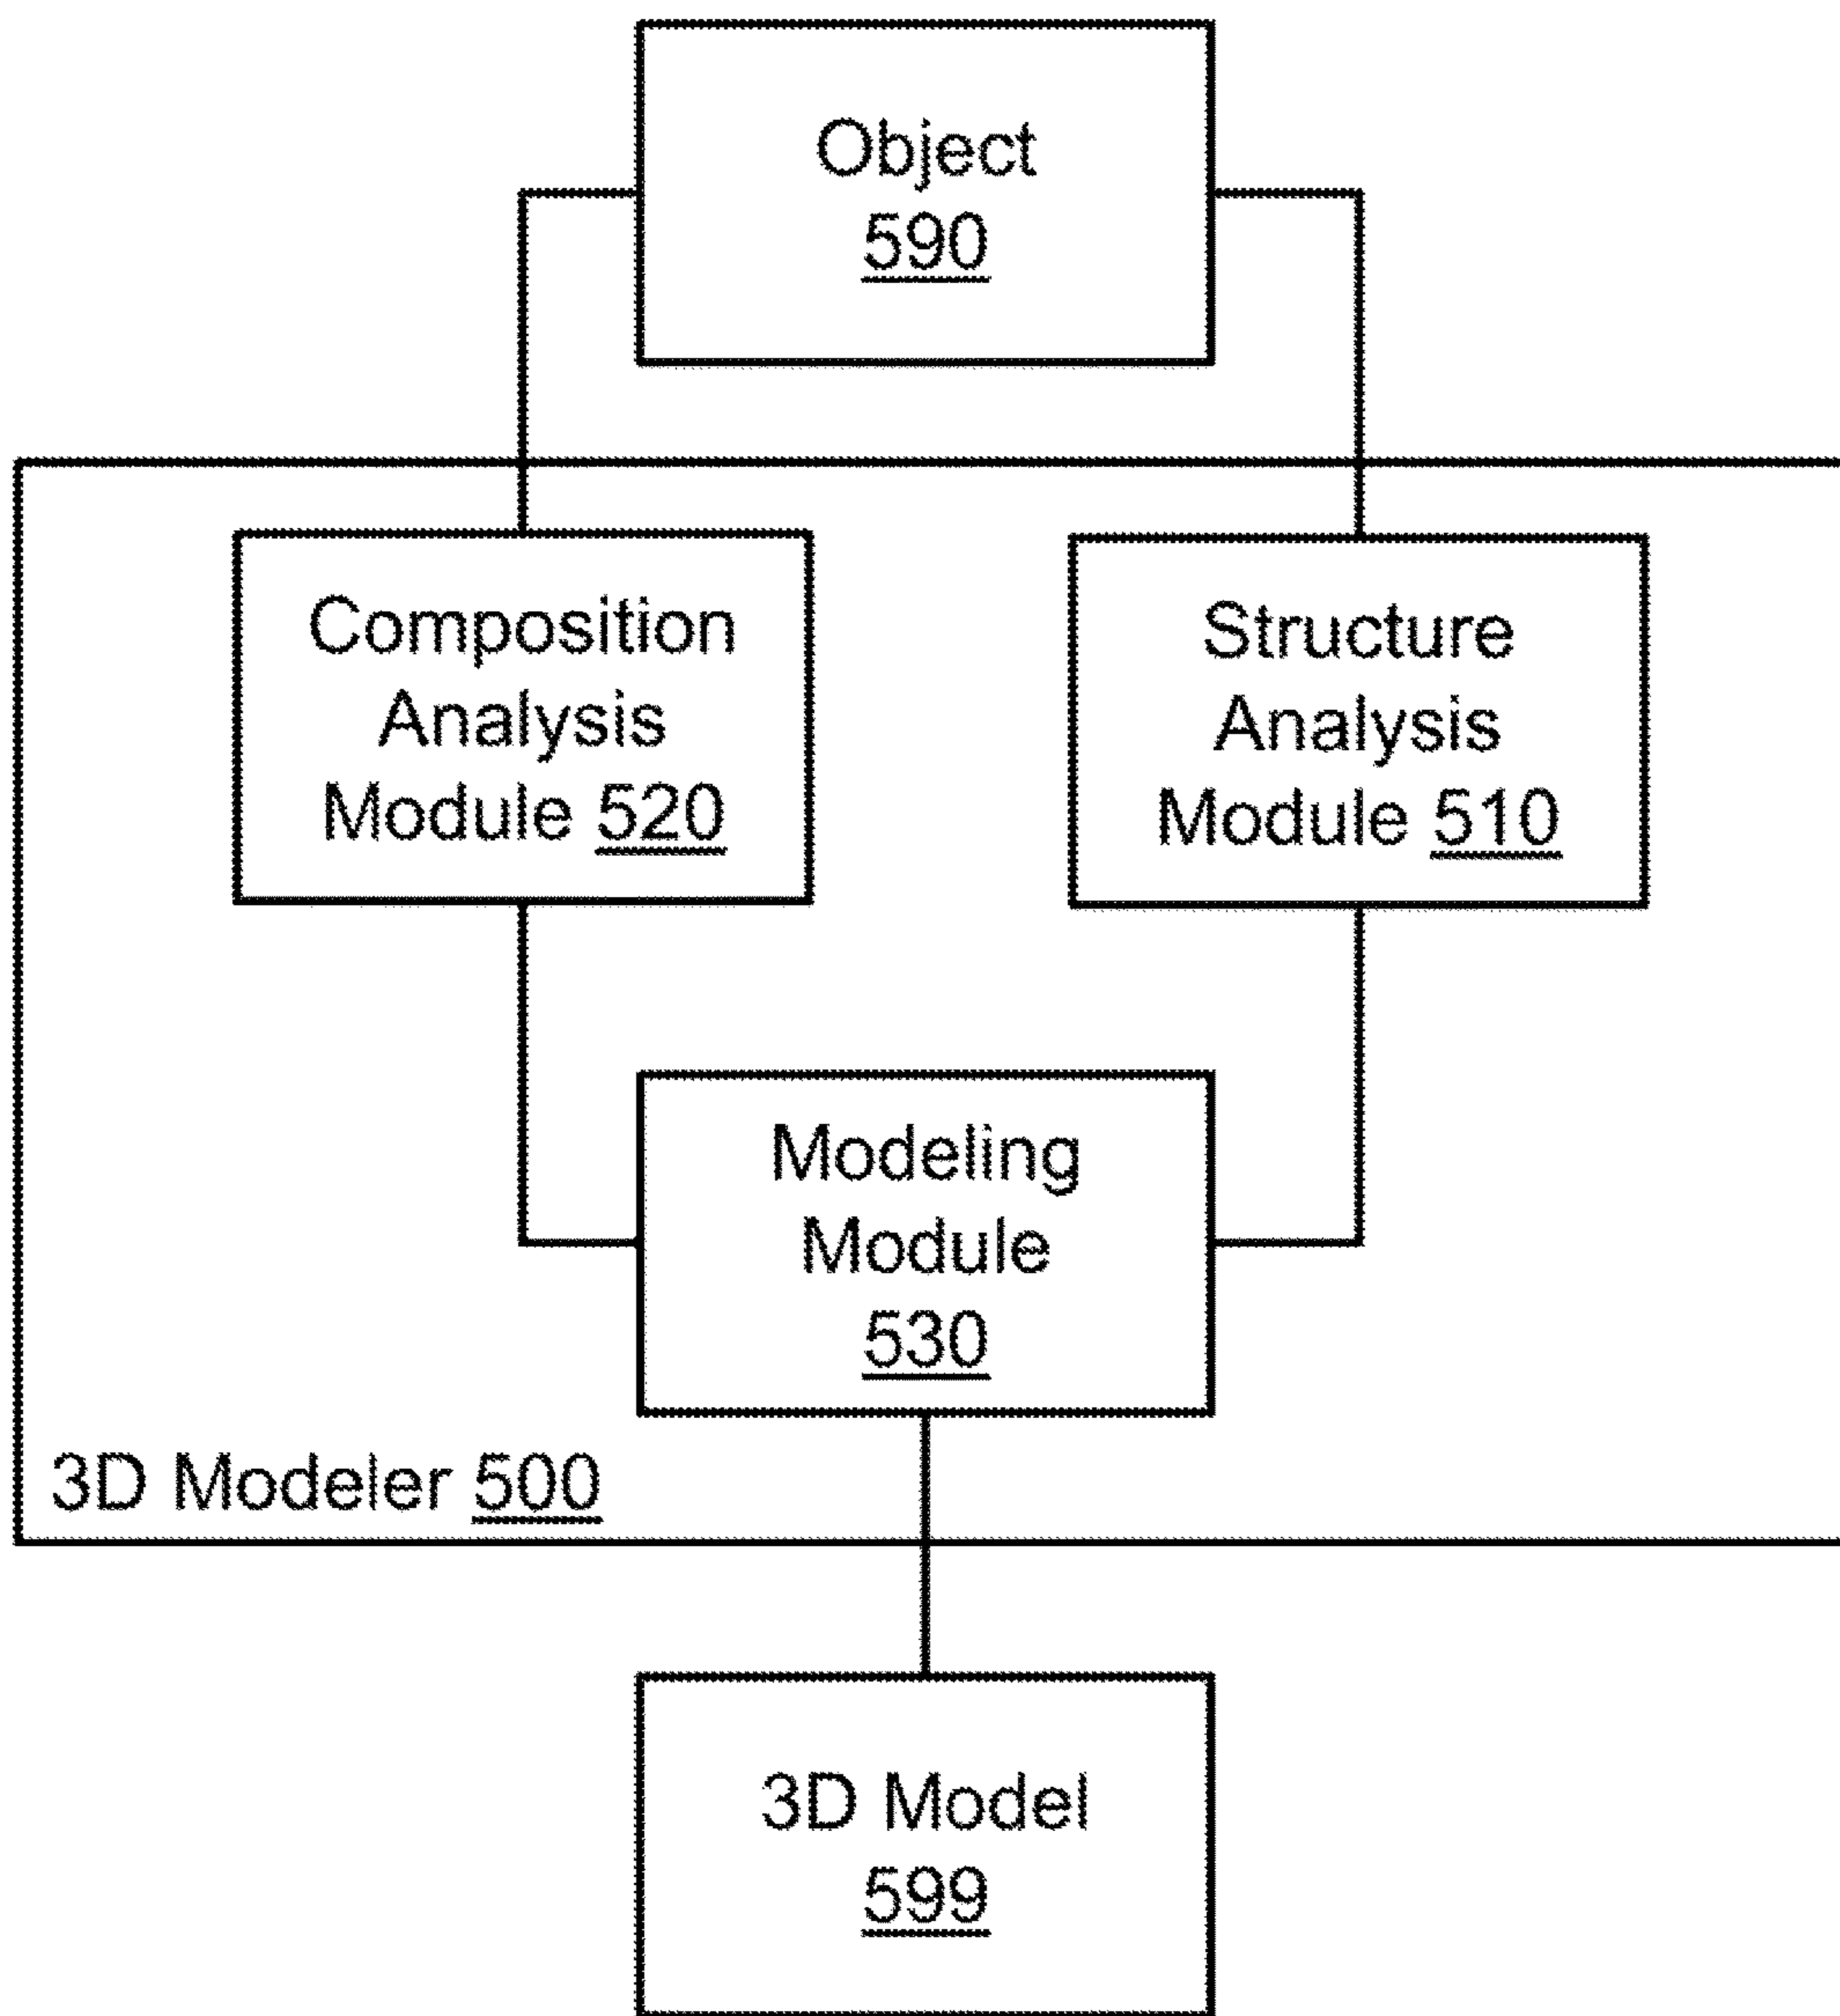 Object
590
Composition
Analysis
Module 520
Structure
Analysis
Module 510
Modeling
Module
530
3D Modeler 500
3D Model
599